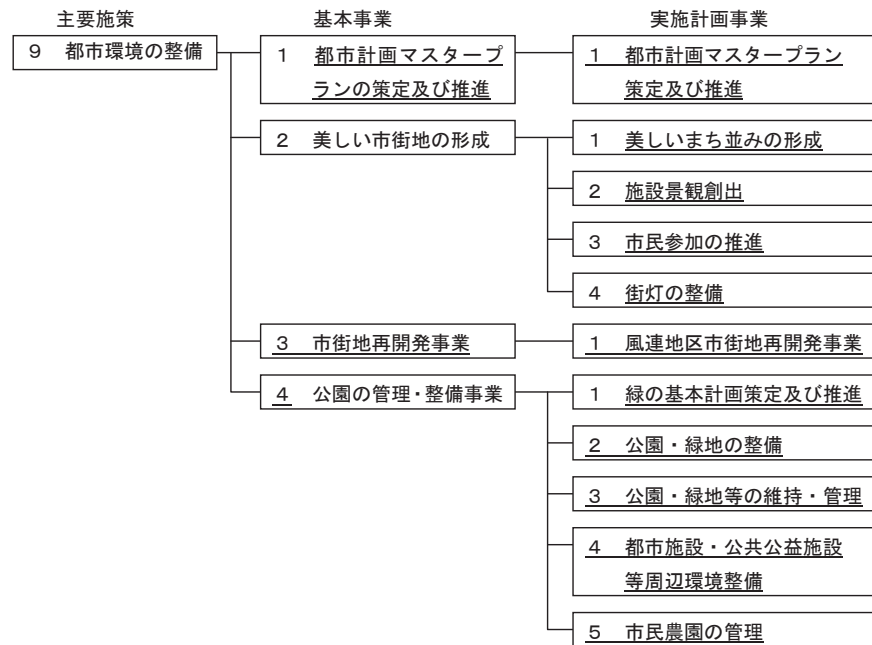 主要施策 基本事業 実施計画事業
9 都市環境の整備
1 都市計画マスタープ
ランの策定及び推進
1 都市計画マスタープラン
策定及び推進
2 美しい市街地の形成
1 美しいまち並みの形成
2 施設景観創出
3 市民参加の推進
4 街灯の整備
3 市街地再開発事業
1 風連地区市街地再開発事業
4 公園の管理・整備事業
1 緑の基本計画策定及び推進
2 公園・緑地の整備
3 公園・緑地等の維持・管理
4 都市施設・公共公益施設
等周辺環境整備
5 市民農園の管理